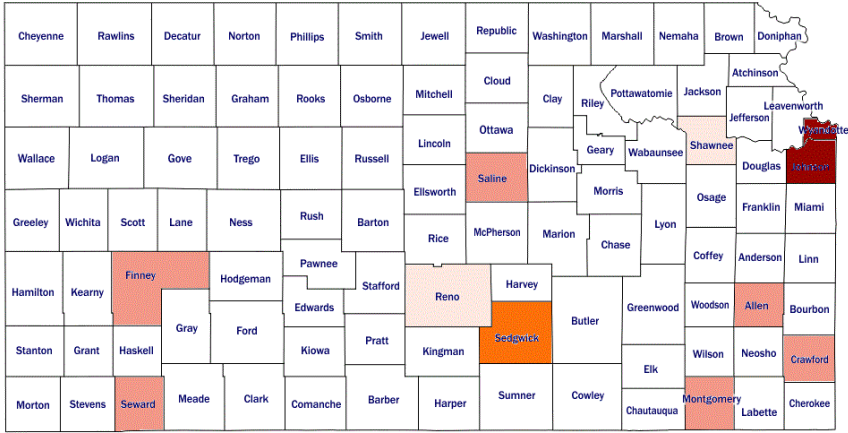 Cheyenne Rawlins Decatur Norton Phillips Smith Jewell Republic Washington Marshall Nemaha Brown Doniphan
Atchinson
Cloud
Sherman Thomas Sheridan Graham Rooks Osborne Mitchell Clay Riley Pottawatomie Jackson Leavenworth
Jefferson
Ottawa Wyandotte
Wallace Logan Gove Trego Ellis Russell Lincoln Geary Wabaunsee Shawnee
Saline Dickinson Douglas Johnson
Ellsworth Morris
Greeley Wichita Scott Lane Ness Rush Barton Osage Franklin Miami
Rice McPherson Marion Chase Lyon
Hamilton Kearny Finney Hodgeman Pawnee Stafford Reno Harvey Coffey Anderson Linn
Edwards
Gray Ford Butler Greenwood Woodson Allen Bourbon
Stanton Grant Haskell Kiowa Pratt Kingman Sedgwick Wilson Neosho Crawford
Elk
Morton Stevens Seward Meade Clark Comanche Barber Harper Sumner Cowley Chautauqua Montgomery Labette Cherokee